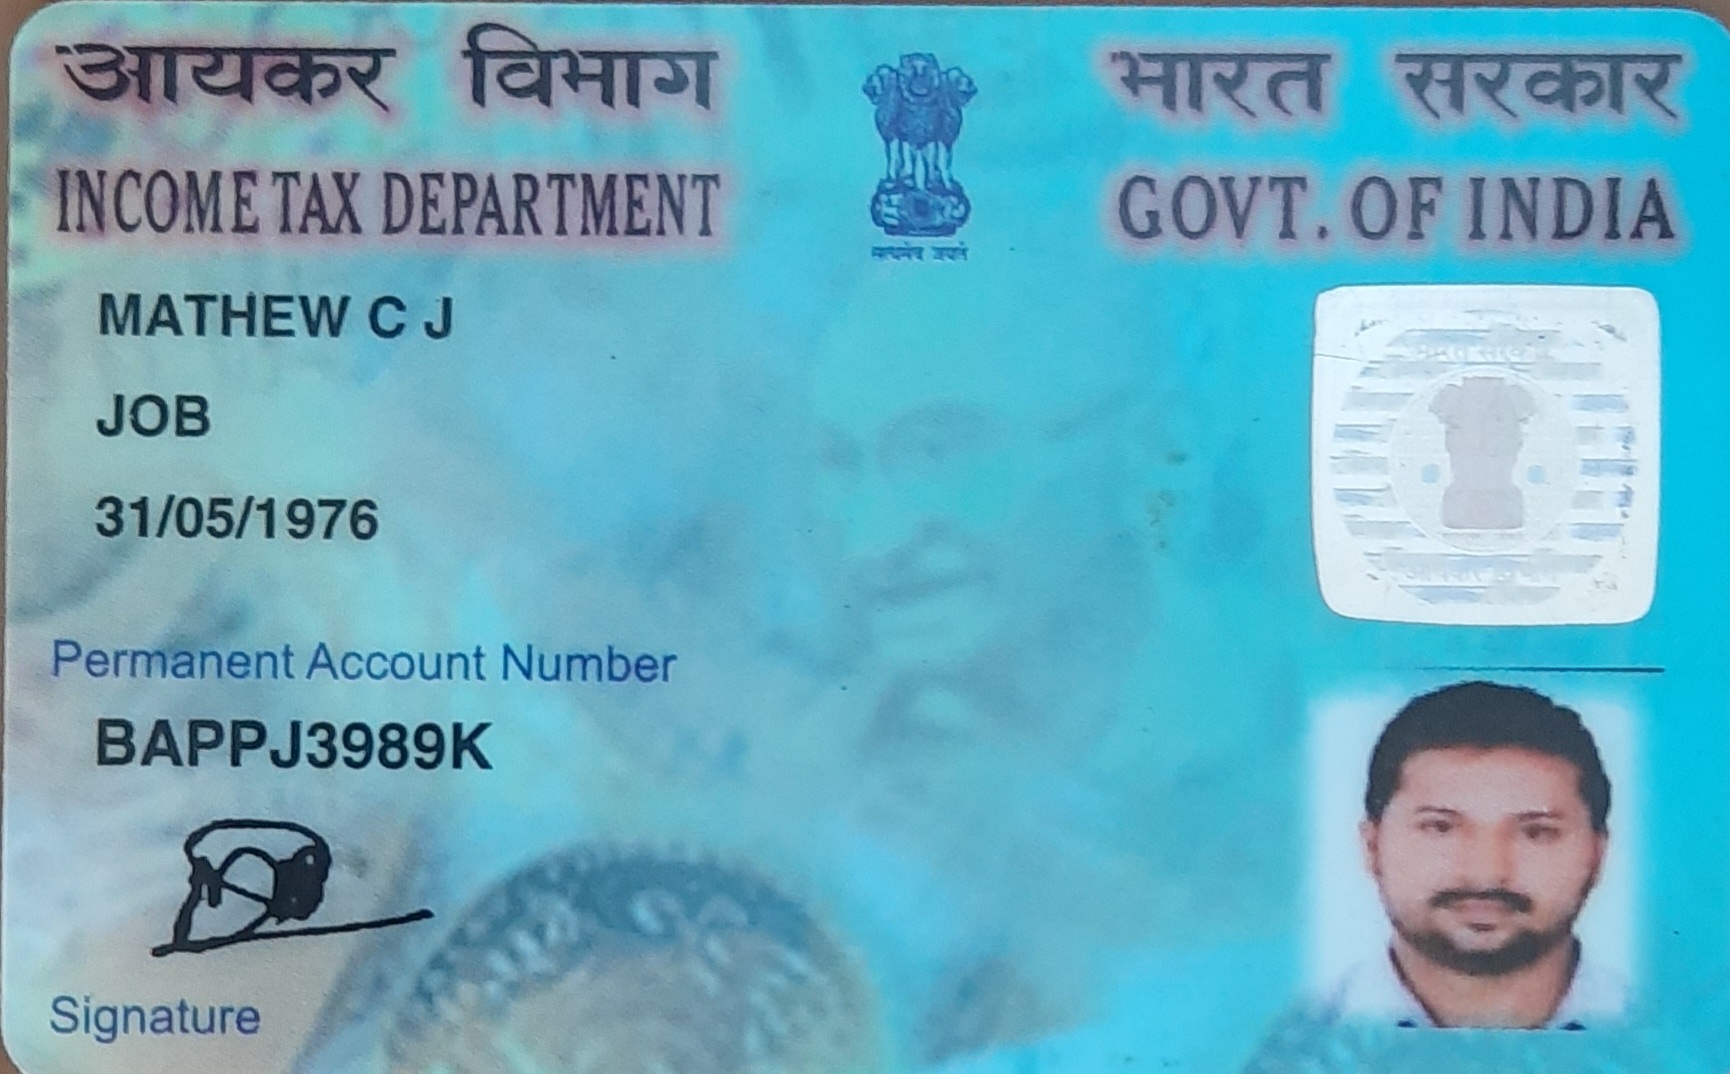 आयकर विभाग
भारत सरकार
INCOME TAX DEPARTMENT
GOVT. OF INDIA
सत्यमेव जयते
MATHEW C J
JOB
31/05/1976
Permanent Account Number
BAPPJ3989K
Signature